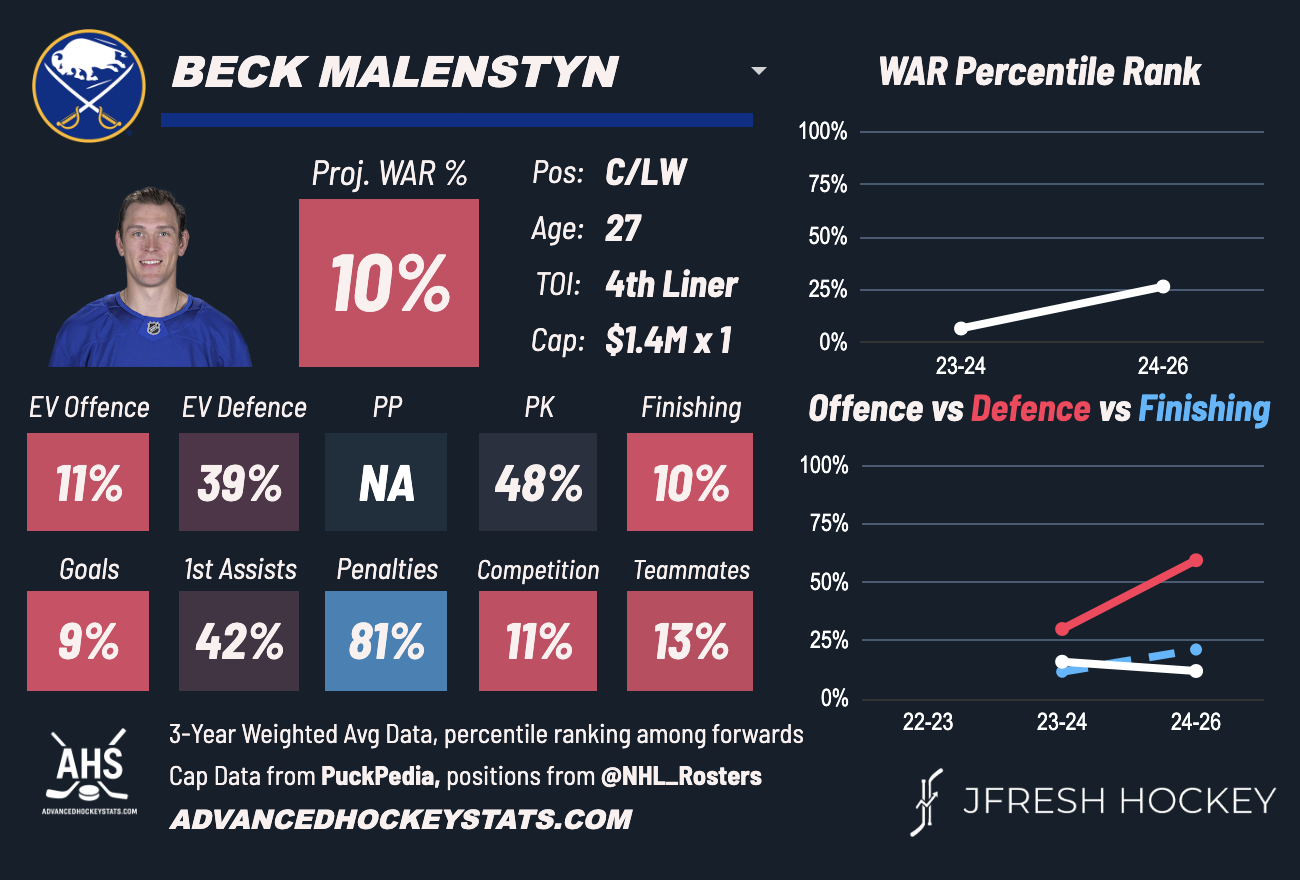 BECK MALENSTYN
WAR Percentile Rank
Proj. WAR %
10%
Pos: C/LW
Age: 27
TOI: 4th Liner
Cap: $1.4M x 1
100%
75%
50%
25%
0%
23-24 24-26
EV Offence EV Defence PP PK Finishing
11% 39% NA 48% 10%
Goals 1st Assists Penalties Competition Teammates
9% 42% 81% 11% 13%
Offence vs Defence vs Finishing
100%
75%
50%
25%
0%
22-23 23-24 24-26
AHS
ADVANCEDHOCKEYSTATS.COM
3-Year Weighted Avg Data, percentile ranking among forwards
Cap Data from PuckPedia, positions from @NHL_Rosters
ADVANCEDHOCKEYSTATS.COM
JFRESH HOCKEY